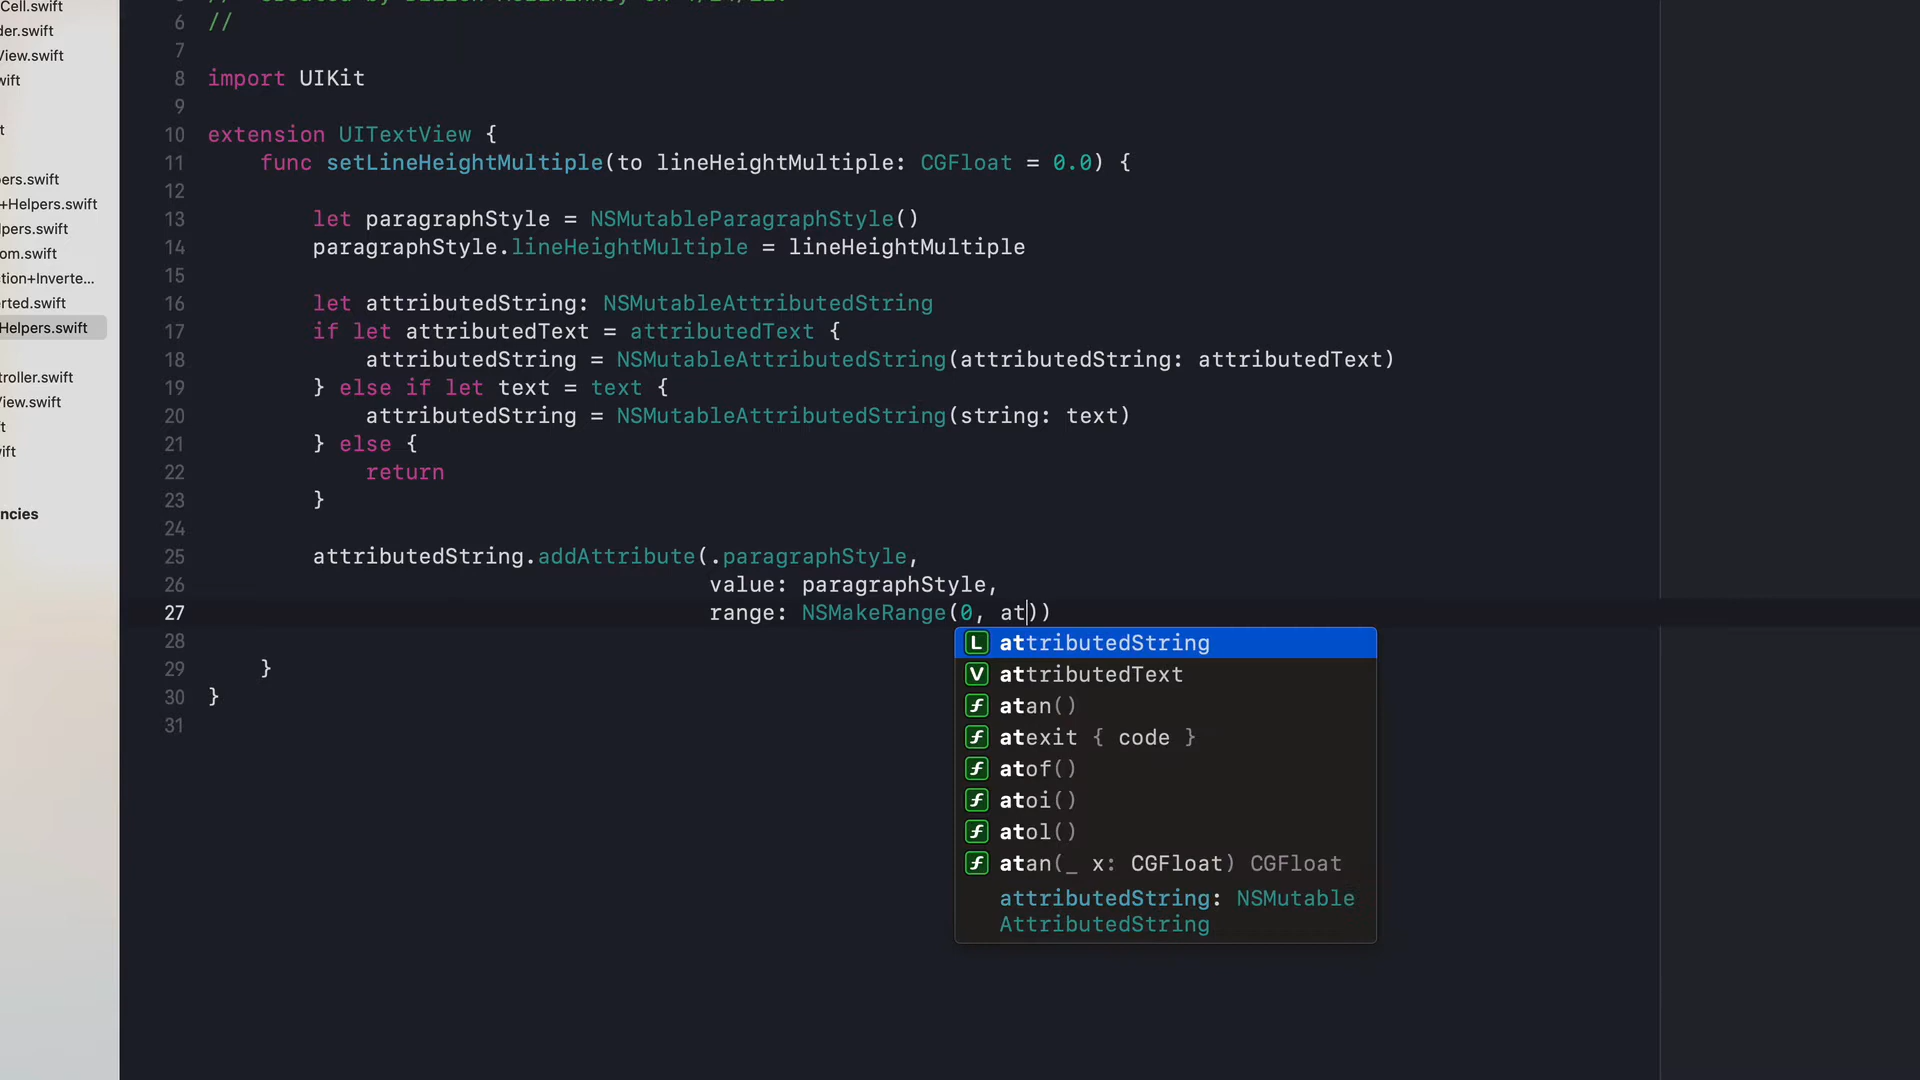 Cell.swift
der.swift
View.swift
wift
t
pers.swift
+Helpers.swift
lpers.swift
om.swift
ction+Inverte...
erted.swift
Helpers.swift
troller.swift
View.swift
ft
wift
ncies
6 //
7
8 import UIKit
9
10 extension UITextView {
11 func setLineHeightMultiple(to lineHeightMultiple: CGFloat = 0.0) {
12
13 let paragraphStyle = NSMutableParagraphStyle()
14 paragraphStyle.lineHeightMultiple = lineHeightMultiple
15
16 let attributedString: NSMutableAttributedString
17 if let attributedText = attributedText {
18 attributedString = NSMutableAttributedString(attributedString: attributedText)
19 } else if let text = text {
20 attributedString = NSMutableAttributedString(string: text)
21 } else {
22 return
23 }
24
25 attributedString.addAttribute(.paragraphStyle,
26 value: paragraphStyle,
27 range: NSMakeRange(0, at))
28
29 }
30 }
31
L attributedString
V attributedText
f atan()
f atexit { code }
f atof()
f atoi()
f atol()
f atan(_ x: CGFloat) CGFloat
attributedString: NSMutable
AttributedString